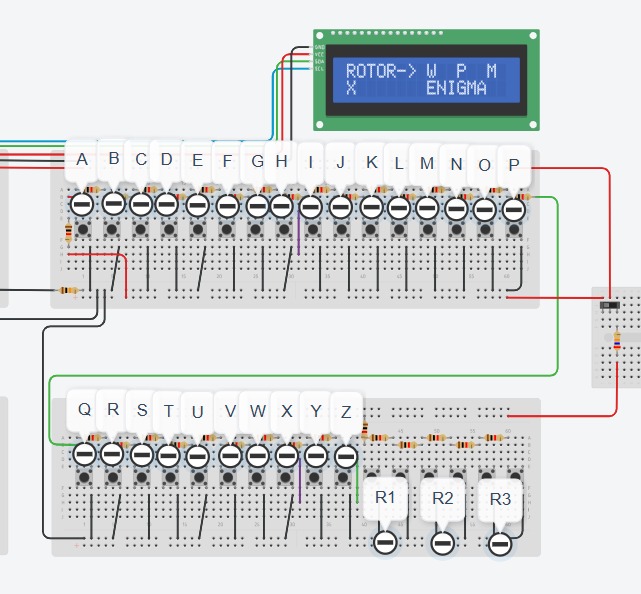 GND
VCC
SDA
SCL
ROTOR-> W P M
X ENIGMA
A B C D E F G H I J K L M N O P
Q R S T U V W X Y Z
R1 R2 R3